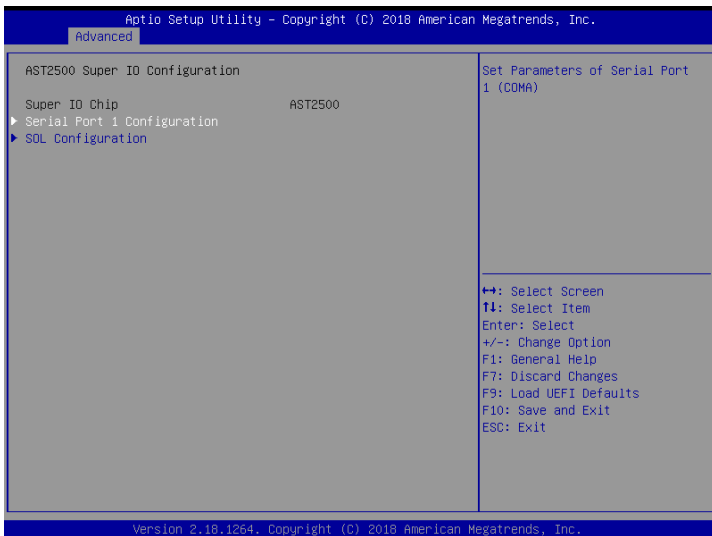 Aptio Setup Utility – Copyright (C) 2018 American Megatrends, Inc.
Advanced
AST2500 Super IO Configuration
Super IO Chip AST2500
▶ Serial Port 1 Configuration
▶ SOL Configuration
Set Parameters of Serial Port
1 (COMA)
↔: Select Screen
↑↓: Select Item
Enter: Select
+/-: Change Option
F1: General Help
F7: Discard Changes
F9: Load UEFI Defaults
F10: Save and Exit
ESC: Exit
Version 2.18.1264. Copyright (C) 2018 American Megatrends, Inc.